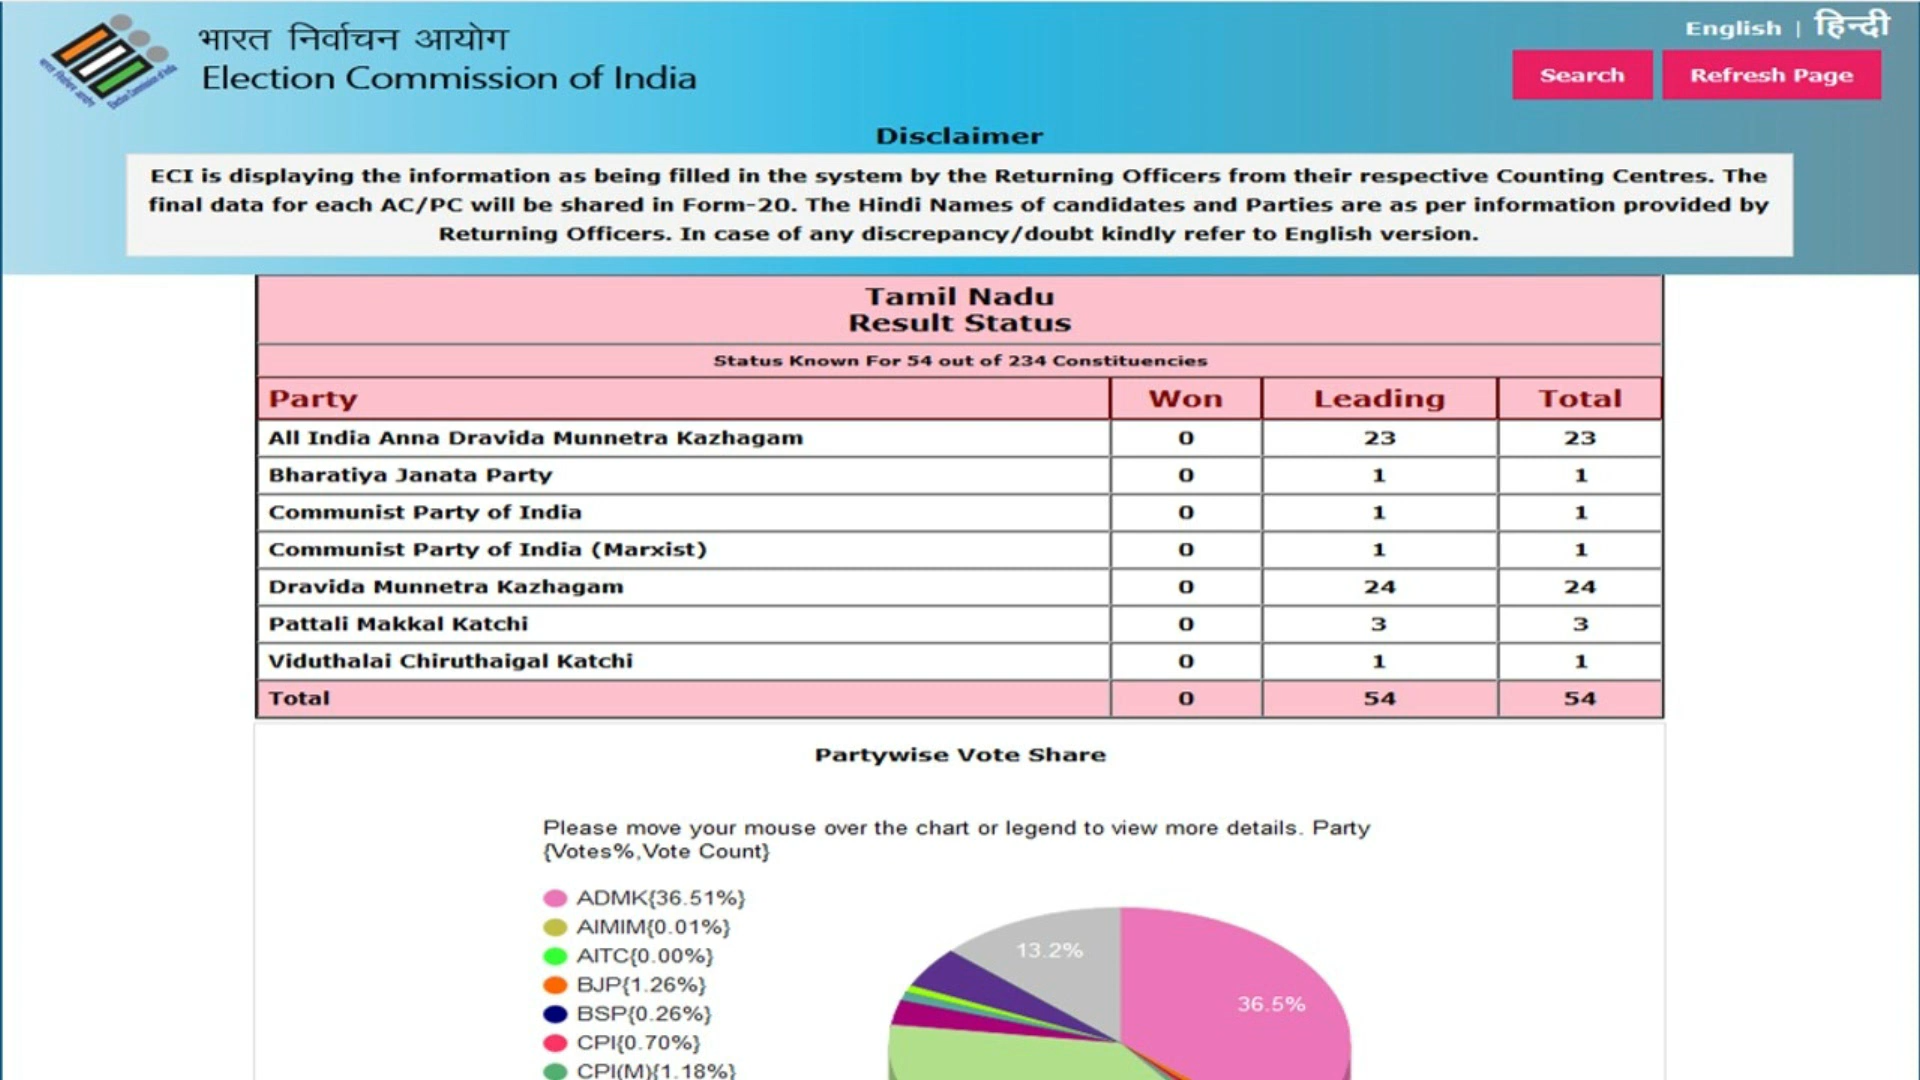 भारत निर्वाचन आयोग
Election Commission of India
English | हिन्दी
Search Refresh Page
Disclaimer
ECI is displaying the information as being filled in the system by the Returning Officers from their respective Counting Centres. The
final data for each AC/PC will be shared in Form-20. The Hindi Names of candidates and Parties are as per information provided by
Returning Officers. In case of any discrepancy/doubt kindly refer to English version.
Tamil Nadu
Result Status
Status Known For 54 out of 234 Constituencies
Party Won Leading Total
All India Anna Dravida Munnetra Kazhagam 0 23 23
Bharatiya Janata Party 0 1 1
Communist Party of India 0 1 1
Communist Party of India (Marxist) 0 1 1
Dravida Munnetra Kazhagam 0 24 24
Pattali Makkal Katchi 0 3 3
Viduthalai Chiruthaigal Katchi 0 1 1
Total 0 54 54
Partywise Vote Share
Please move your mouse over the chart or legend to view more details. Party
{Votes%,Vote Count}
ADMK{36.51%}
AIMIM{0.01%}
AITC{0.00%}
BJP{1.26%}
BSP{0.26%}
CPI{0.70%}
CPI(M){1.18%}
13.2%
36.5%